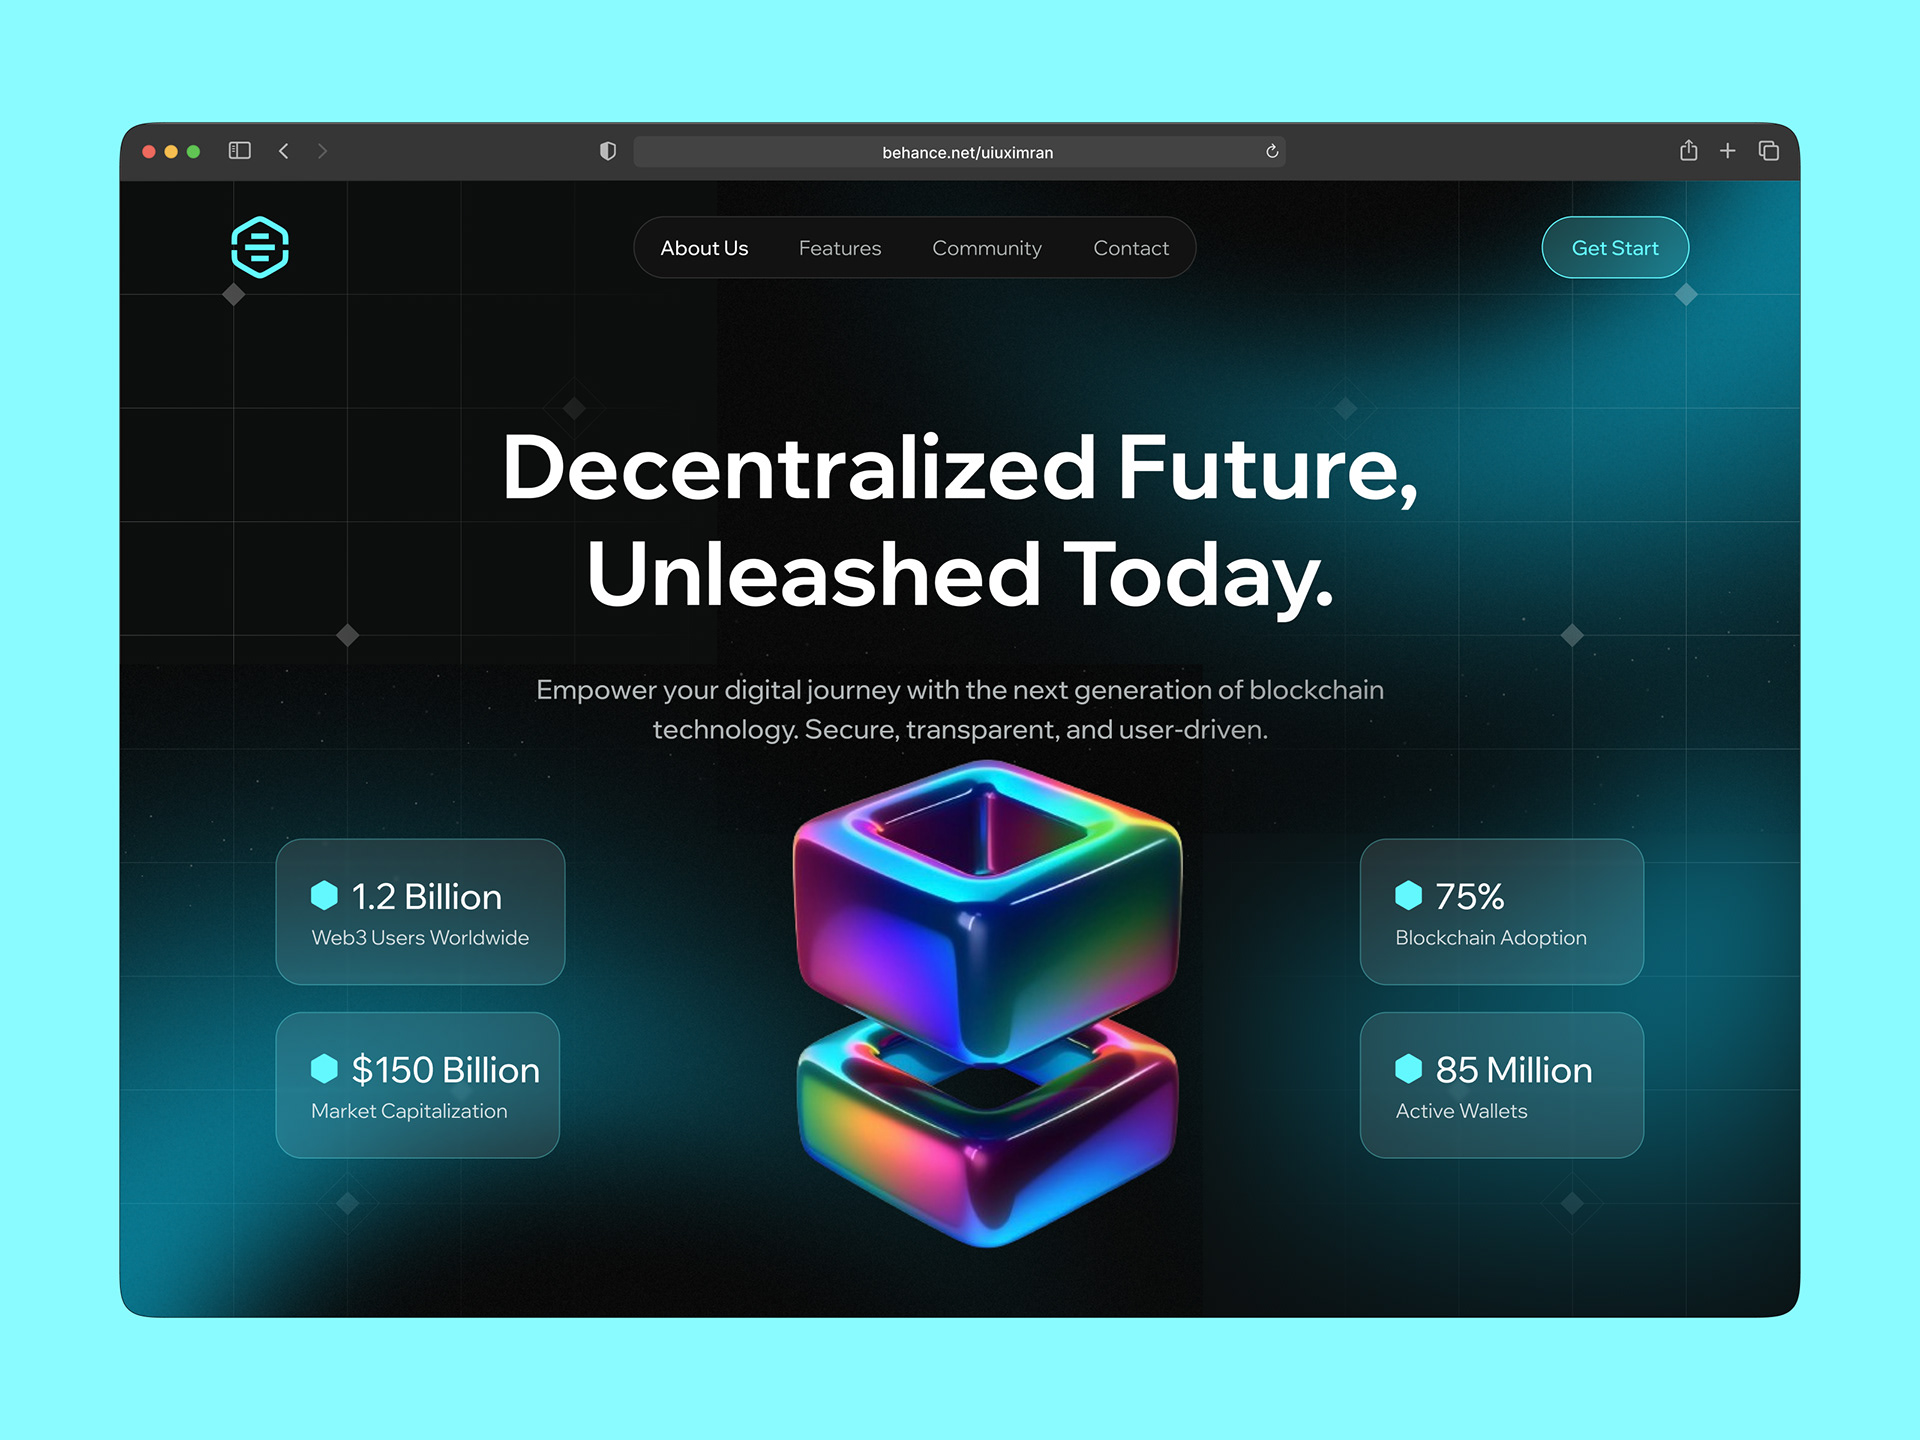 behance.net/uiuximran
About Us
Features
Community
Contact
Get Start
Decentralized Future,
Unleashed Today.
Empower your digital journey with the next generation of blockchain
technology. Secure, transparent, and user-driven.
1.2 Billion
Web3 Users Worldwide
$150 Billion
Market Capitalization
75%
Blockchain Adoption
85 Million
Active Wallets